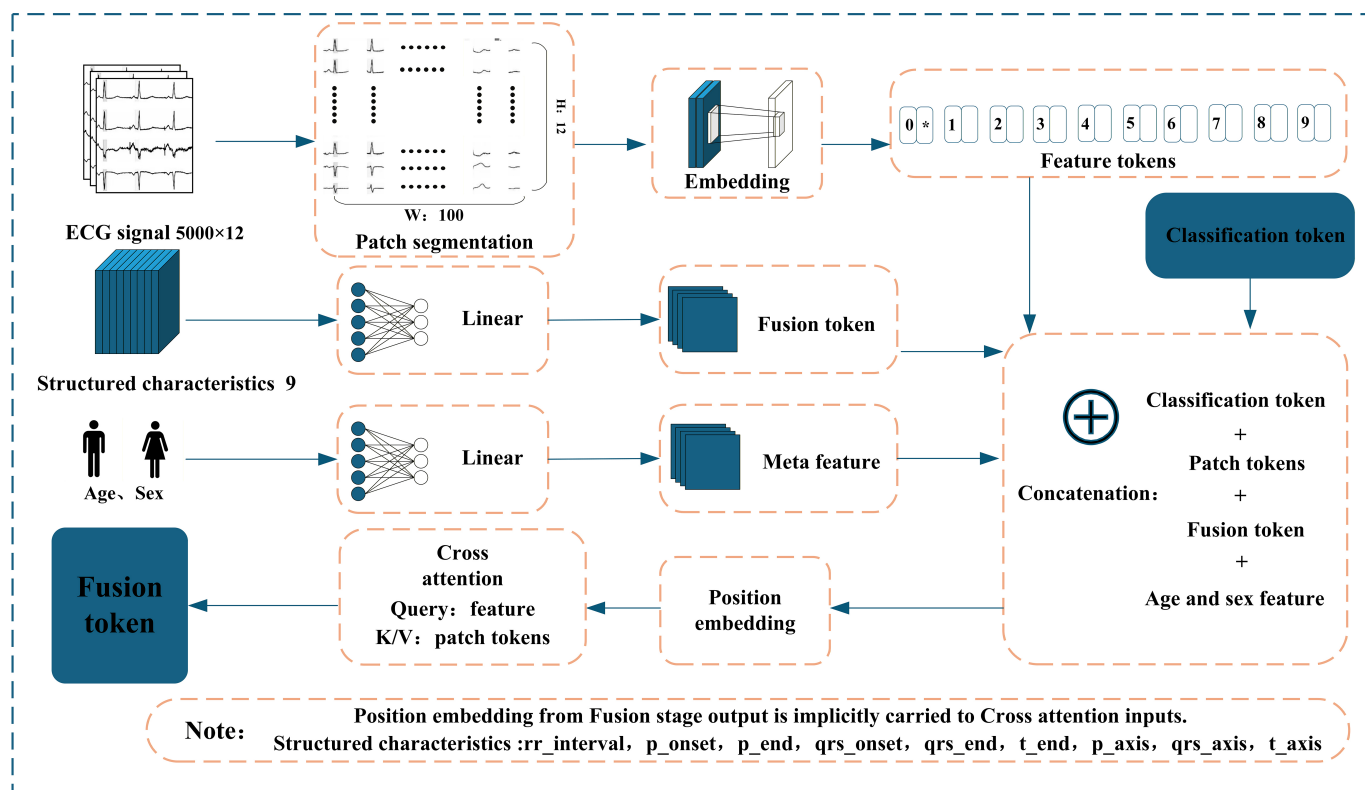 H：12
W：100
ECG signal 5000×12
Patch segmentation
Embedding
0 * 1 2 3 4 5 6 7 8 9
Feature tokens
Classification token
Structured characteristics 9
Linear
Fusion token
Age、Sex
Linear
Meta feature
Concatenation：
Classification token
+
Patch tokens
+
Fusion token
+
Age and sex feature
Position
embedding
Cross
attention
Query：feature
K/V：patch tokens
Fusion
token
Note：
Position embedding from Fusion stage output is implicitly carried to Cross attention inputs.
Structured characteristics :rr_interval，p_onset，p_end，qrs_onset，qrs_end，t_end，p_axis，qrs_axis，t_axis